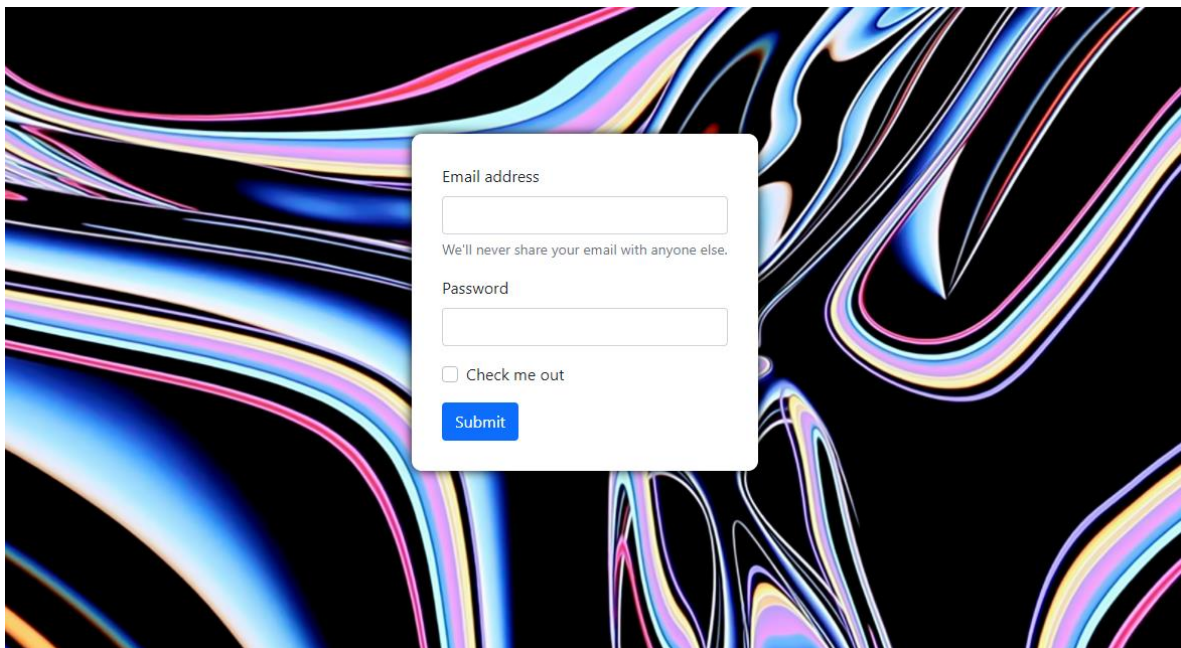 Email address
We'll never share your email with anyone else.
Password
Check me out
Submit